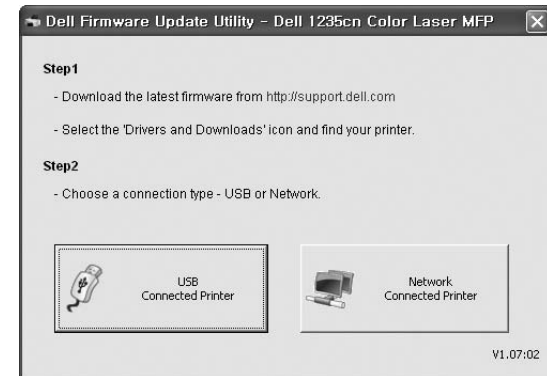 Dell Firmware Update Utility - Dell 1235cn Color Laser MFP
Step1
- Download the latest firmware from http://support.dell.com
- Select the 'Drivers and Downloads' icon and find your printer.
Step2
- Choose a connection type - USB or Network.
USB
Connected Printer
Network
Connected Printer
V1.07:02